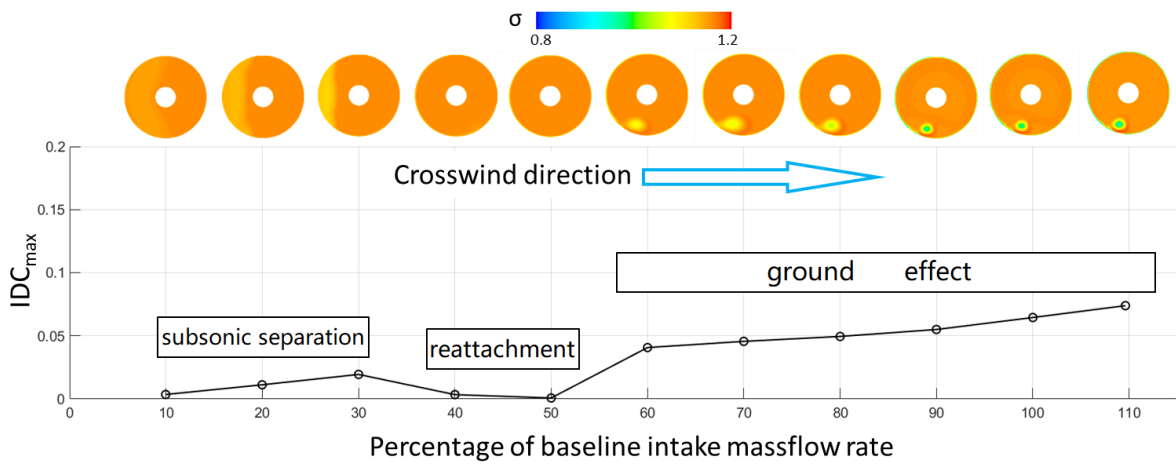 σ
0.8 1.2
0.2
Crosswind direction
0.15
ground effect
0.1
IDCmax
subsonic separation
0.05
reattachment
0
0 10 20 30 40 50 60 70 80 90 100 110
Percentage of baseline intake massflow rate